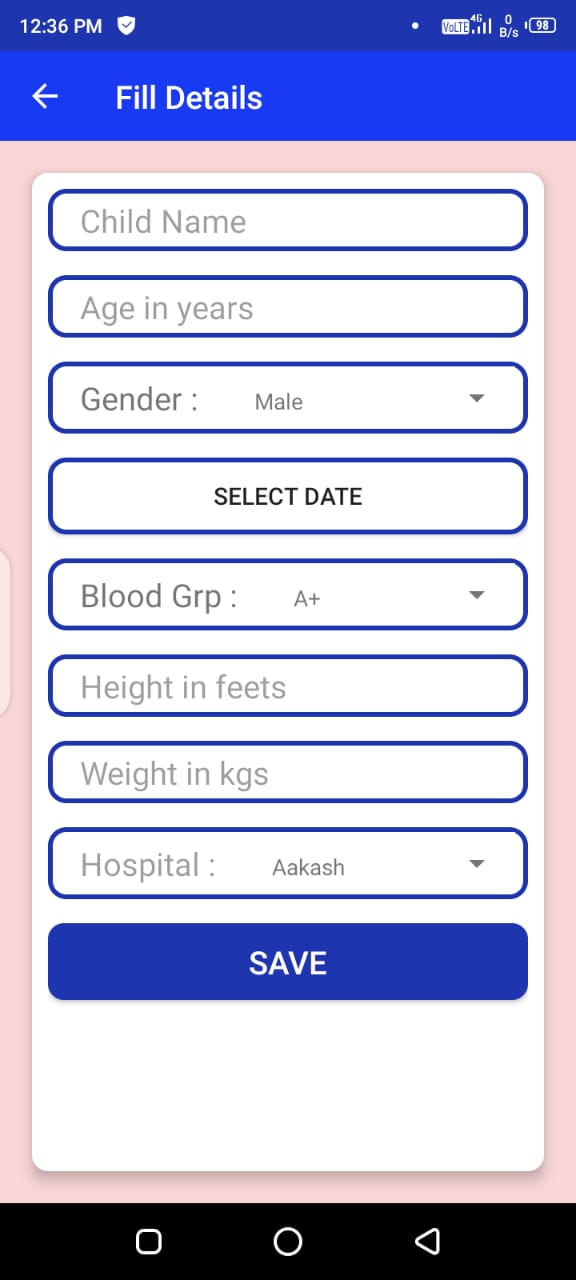 12:36 PM VoLTE 4G 0 B/s 98
Fill Details
Child Name
Age in years
Gender : Male
SELECT DATE
Blood Grp : A+
Height in feets
Weight in kgs
Hospital : Aakash
SAVE